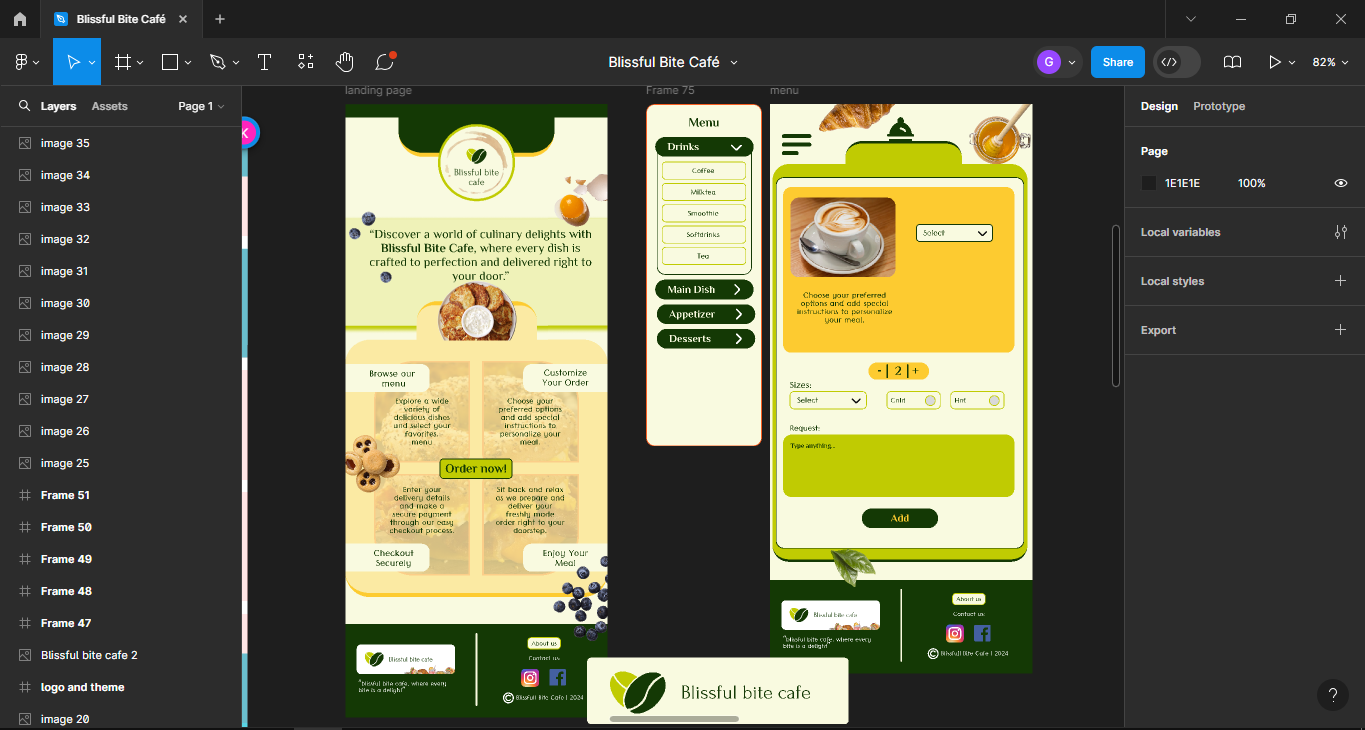 Blissful Bite Café
Blissful Bite Café
G
Share
82%
Layers
Assets
Page 1
image 35
image 34
image 33
image 32
image 31
image 30
image 29
image 28
image 27
image 26
image 25
Frame 51
Frame 50
Frame 49
Frame 48
Frame 47
Blissful bite cafe 2
logo and theme
image 20
K
landing page
Blissful bite
cafe
“Discover a world of culinary delights with
Blissful Bite Cafe, where every dish is
crafted to perfection and delivered right to
your door.”
Browse our
menu
Customize
Your Order
Explore a wide
variety of
delicious dishes
and select your
favorites.
menu
Choose your
preferred options
and add special
instructions to
personalize your
meal.
Order now!
Enter your
delivery details
and make a
secure payment
through our easy
checkout process.
Sit back and relax
as we prepare and
deliver your
freshly made
order right to your
doorstep.
Checkout
Securely
Enjoy Your
Meal
Blissful bite cafe
"blissful bite cafe, where every
bite is a delight"
About us
Contact us:
© Blissfull Bite Cafe | 2024
Frame 75
Menu
Drinks
Coffee
Milktea
Smoothie
Softdrinks
Tea
Main Dish
Appetizer
Desserts
menu
Select
Choose your preferred
options and add special
instructions to personalize
your meal.
- | 2 | +
Sizes:
Select
Cold
Hot
Request:
Type anything...
Add
Blissful bite cafe
"blissful bite cafe, where every
bite is a delight"
About us
Contact us:
© Blissfull Bite Cafe | 2024
Blissful bite cafe
Design
Prototype
Page
1E1E1E
100%
Local variables
Local styles
Export
?